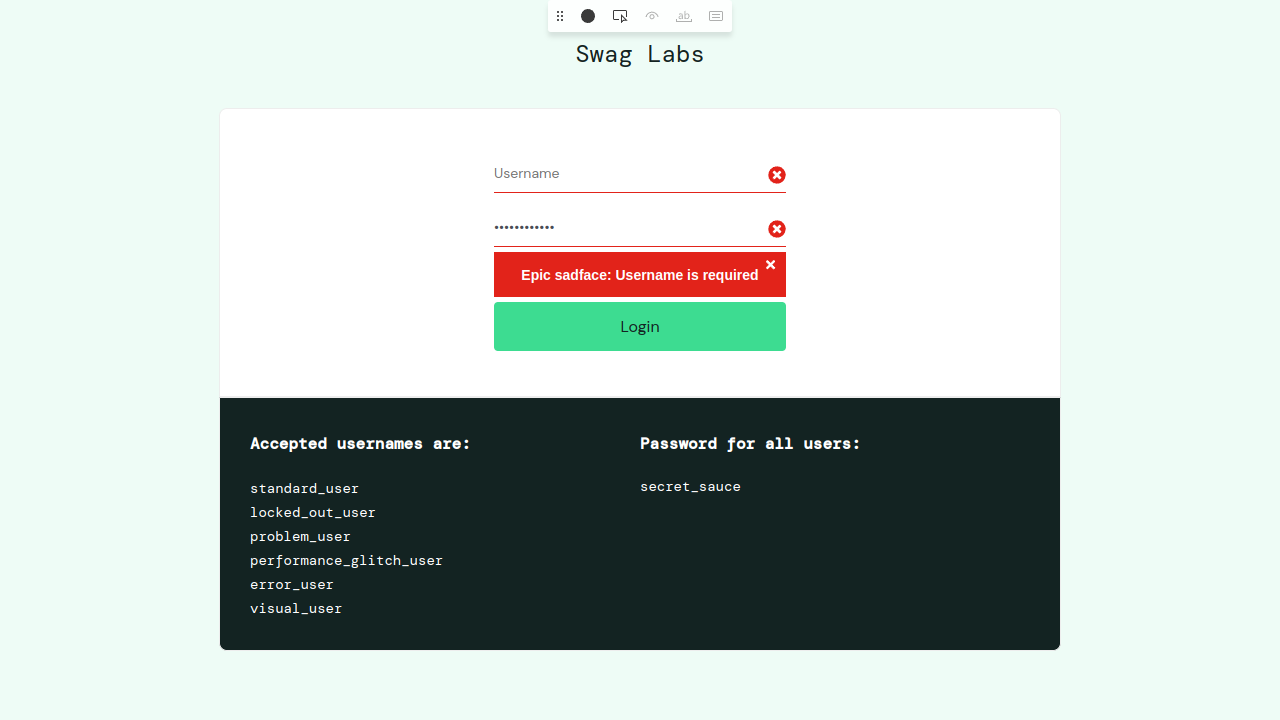 ab
Swag Labs
Username
••••••••••••
Epic sadface: Username is required
Login
Accepted usernames are:
standard_user
locked_out_user
problem_user
performance_glitch_user
error_user
visual_user
Password for all users:
secret_sauce